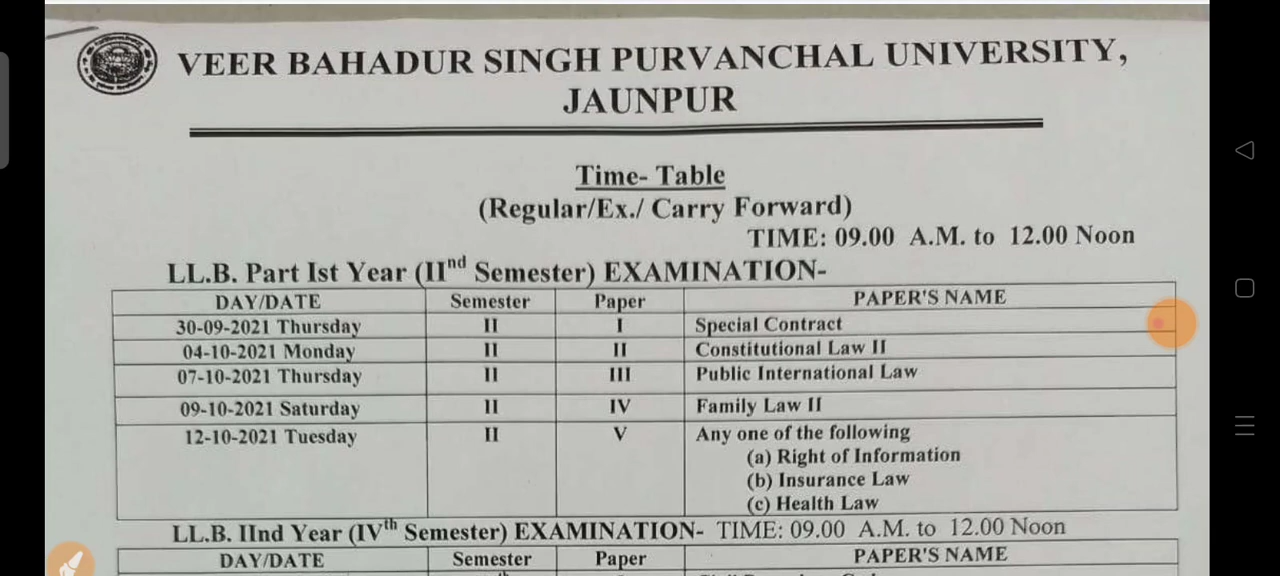 VEER BAHADUR SINGH PURVANCHAL UNIVERSITY,
JAUNPUR
Time- Table
(Regular/Ex./ Carry Forward)
TIME: 09.00 A.M. to 12.00 Noon
LL.B. Part Ist Year (IInd Semester) EXAMINATION-
DAY/DATE Semester Paper PAPER'S NAME
30-09-2021 Thursday II I Special Contract
04-10-2021 Monday II II Constitutional Law II
07-10-2021 Thursday II III Public International Law
09-10-2021 Saturday II IV Family Law II
12-10-2021 Tuesday II V Any one of the following
(a) Right of Information
(b) Insurance Law
(c) Health Law
LL.B. IInd Year (IVth Semester) EXAMINATION- TIME: 09.00 A.M. to 12.00 Noon
DAY/DATE Semester Paper PAPER'S NAME